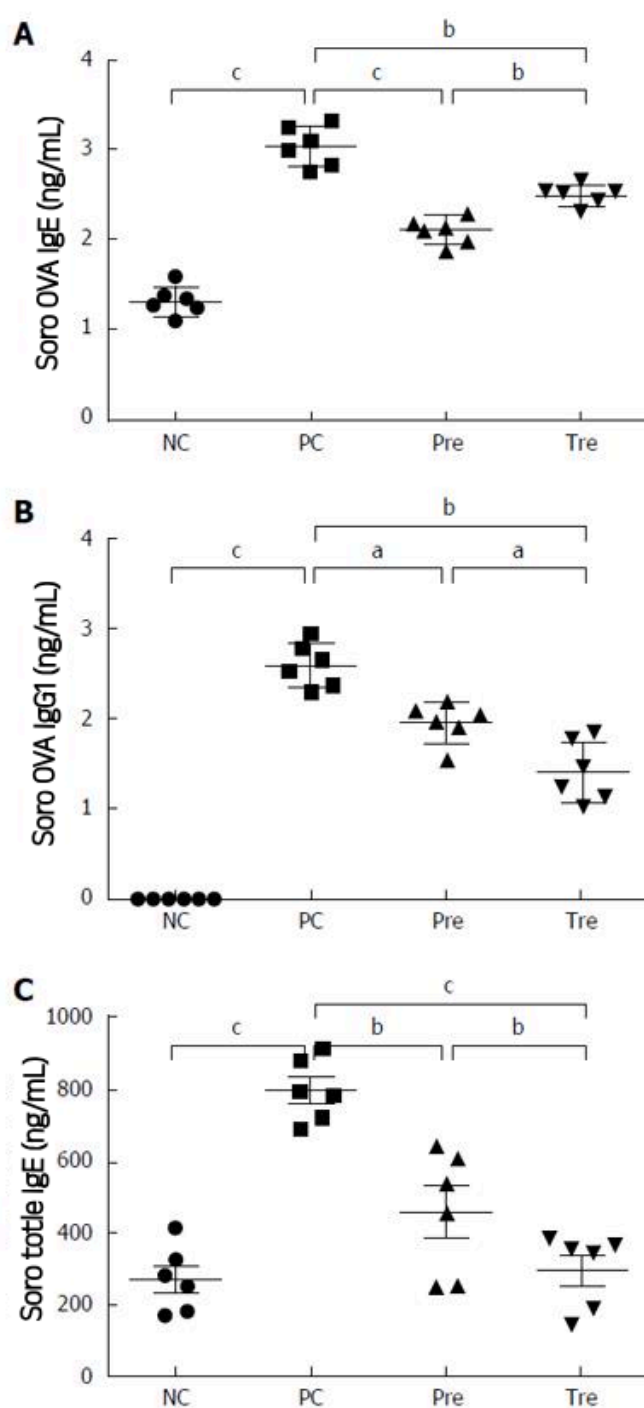 A
b
c c b
4
3
2
1
0
Soro OVA IgE (ng/mL)
NC PC Pre Tre
B
b
c a a
4
3
2
1
0
Soro OVA IgG1 (ng/mL)
NC PC Pre Tre
C
c
c b b
1000
800
600
400
200
0
Soro totle IgE (ng/mL)
NC PC Pre Tre